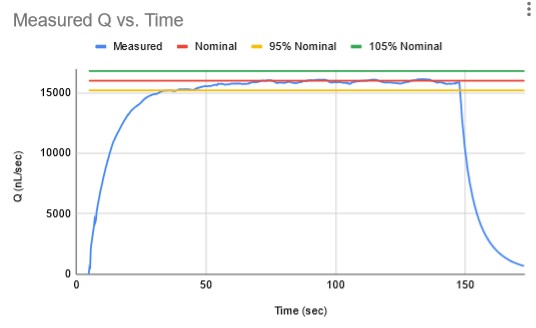 Measured Q vs. Time
Measured Nominal 95% Nominal 105% Nominal
15000
10000
5000
0
Q (nL/sec)
0 50 100 150
Time (sec)